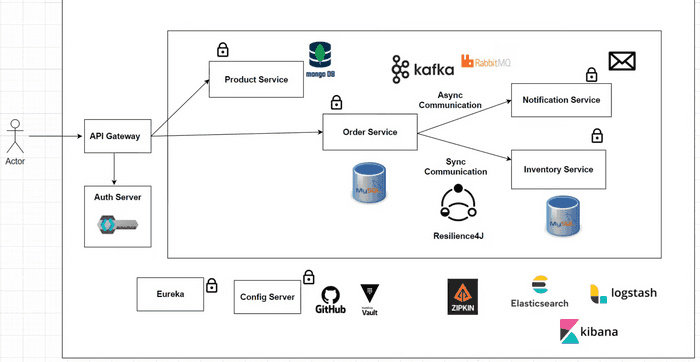 Product Service
mongo DB
kafka
RabbitMQ
Async
Communication
Notification Service
Actor
API Gateway
Order Service
Auth Server
MySQL
Sync
Communication
Inventory Service
Resilience4J
MySQL
Eureka
Config Server
GitHub
Vault
ZIPKIN
Elasticsearch
logstash
kibana